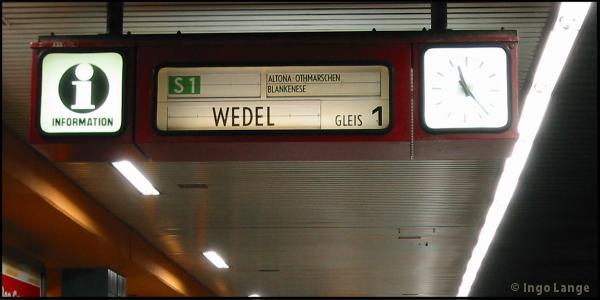 i
INFORMATION
S1
ALTONA-OTHMARSCHEN
BLANKENESE
WEDEL
GLEIS 1
© Ingo Lange